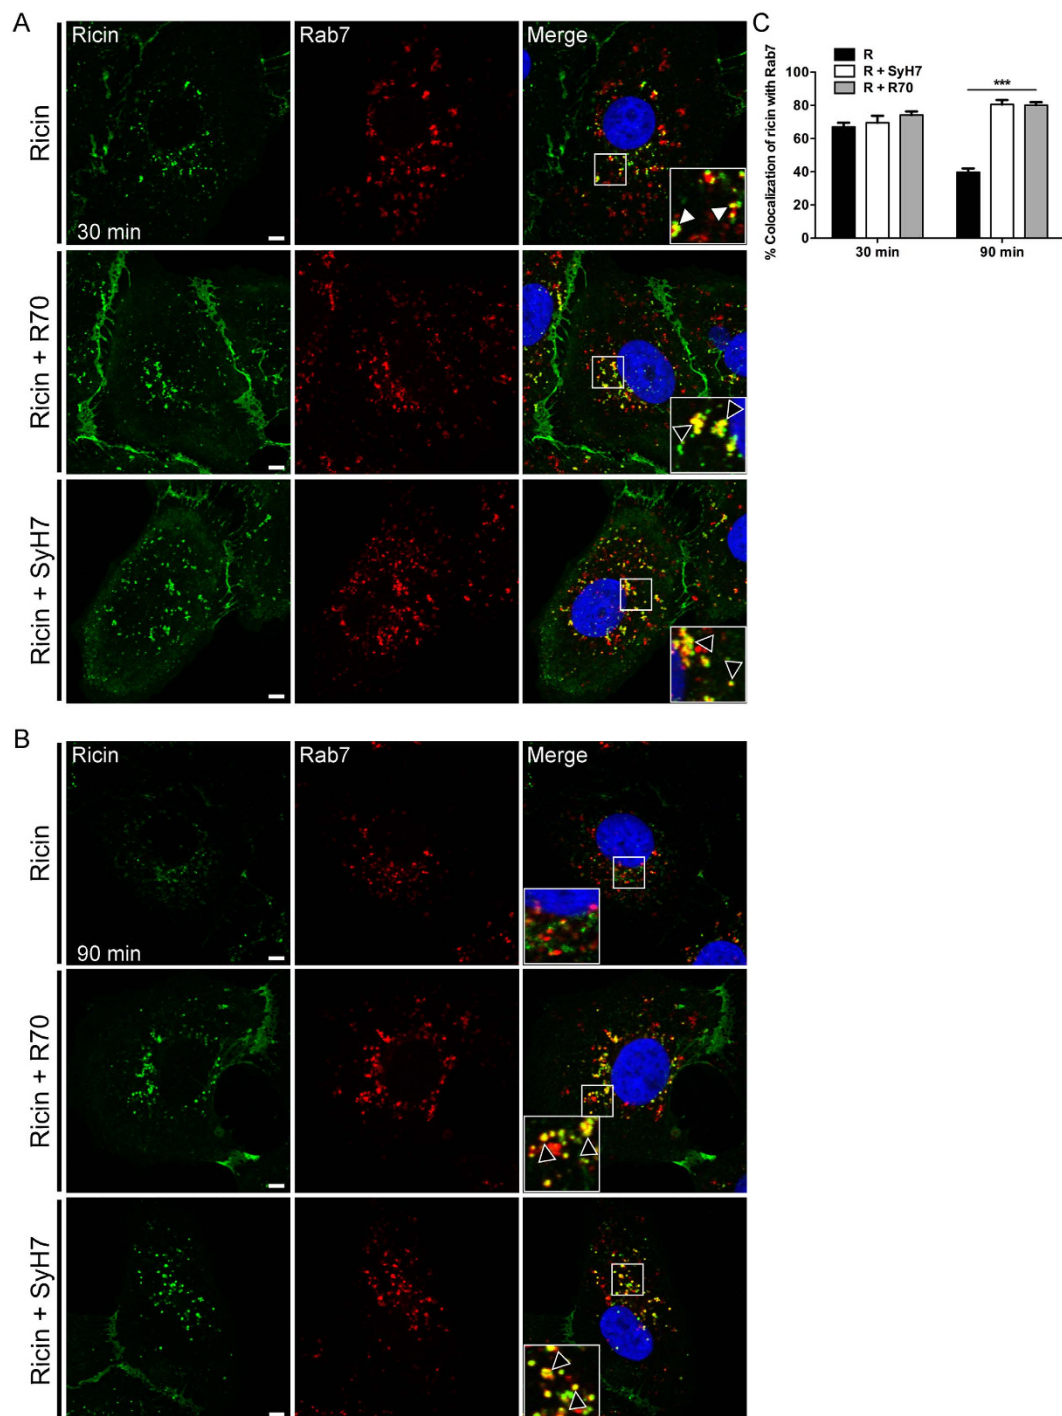 A
Ricin
Rab7
Merge
Ricin
30 min
Ricin + R70
Ricin + SyH7
B
Ricin
Rab7
Merge
Ricin
90 min
Ricin + R70
Ricin + SyH7
C
R
R + SyH7
R + R70
% Colocalization of ricin with Rab7
100
80
60
40
20
0
***
30 min
90 min